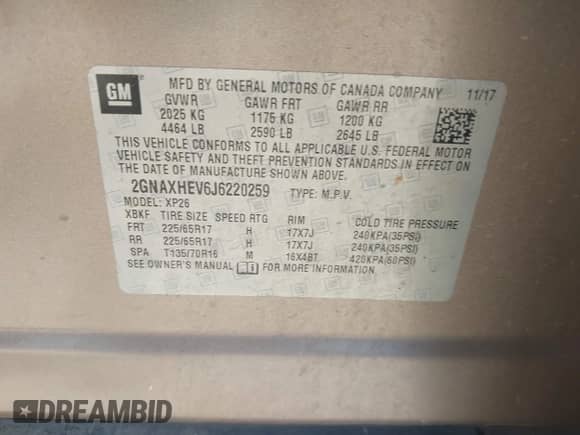 GM ® MFD BY GENERAL MOTORS OF CANADA COMPANY 11/17
GVWR GAWR FRT GAWR RR
2025 KG 1175 KG 1200 KG
4464 LB 2590 LB 2645 LB
THIS VEHICLE CONFORMS TO ALL APPLICABLE U.S. FEDERAL MOTOR
VEHICLE SAFETY AND THEFT PREVENTION STANDARDS IN EFFECT ON
THE DATE OF MANUFACTURE SHOWN ABOVE.
2GNAXHEV6J6220259 TYPE: M.P.V.
MODEL: XP26
XBKF TIRE SIZE SPEED RTG RIM COLD TIRE PRESSURE
FRT 225/65R17 H 17X7J 240KPA(35PSI)
RR 225/65R17 H 17X7J 240KPA(35PSI)
SPA T135/70R16 M 16X4BT 420KPA(60PSI)
SEE OWNER'S MANUAL FOR MORE INFORMATION
DREAMBID